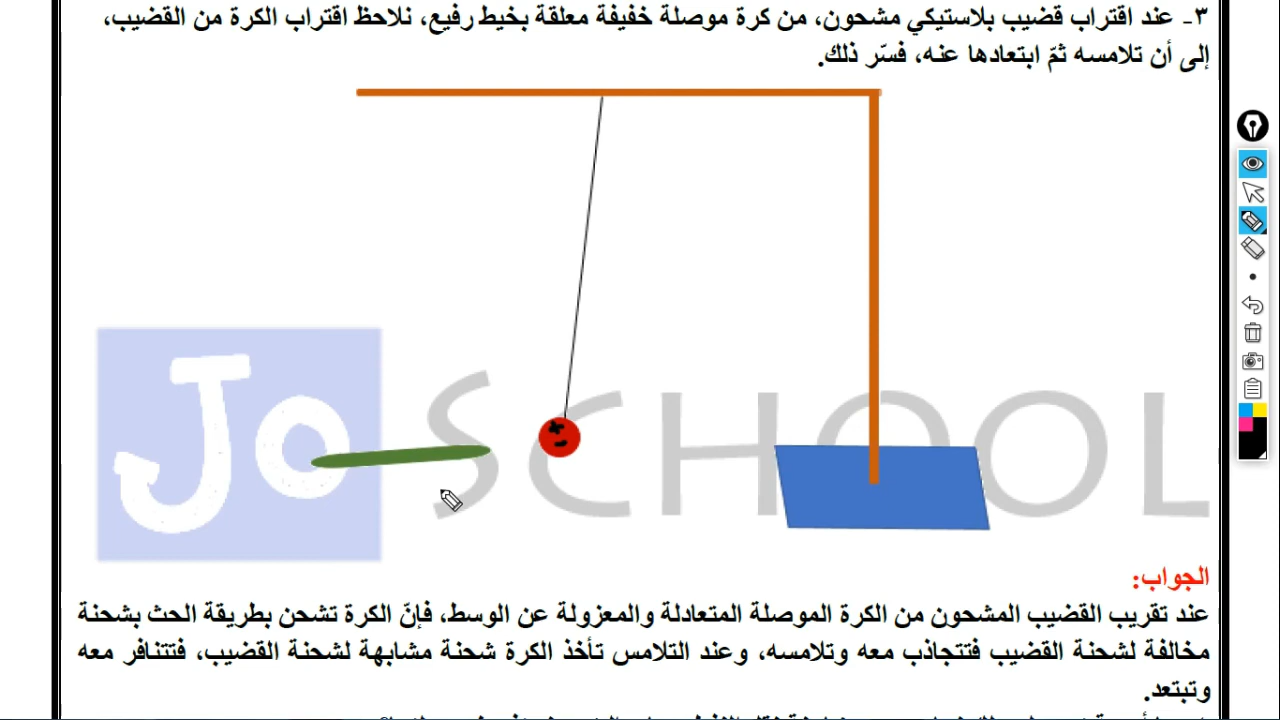 ٣- عند اقتراب قضيب بلاستيكي مشحون، من كرة موصلة خفيفة معلقة بخيط رفيع، نلاحظ اقتراب الكرة من القضيب،
إلى أن تلامسه ثمّ ابتعادها عنه، فسّر ذلك.
Jo SCHOOL
الجواب:
عند تقريب القضيب المشحون من الكرة الموصلة المتعادلة والمعزولة عن الوسط، فإنّ الكرة تشحن بطريقة الحث بشحنة
مخالفة لشحنة القضيب فتتجاذب معه وتلامسه، وعند التلامس تأخذ الكرة شحنة مشابهة لشحنة القضيب، فتتنافر معه
وتبتعد.